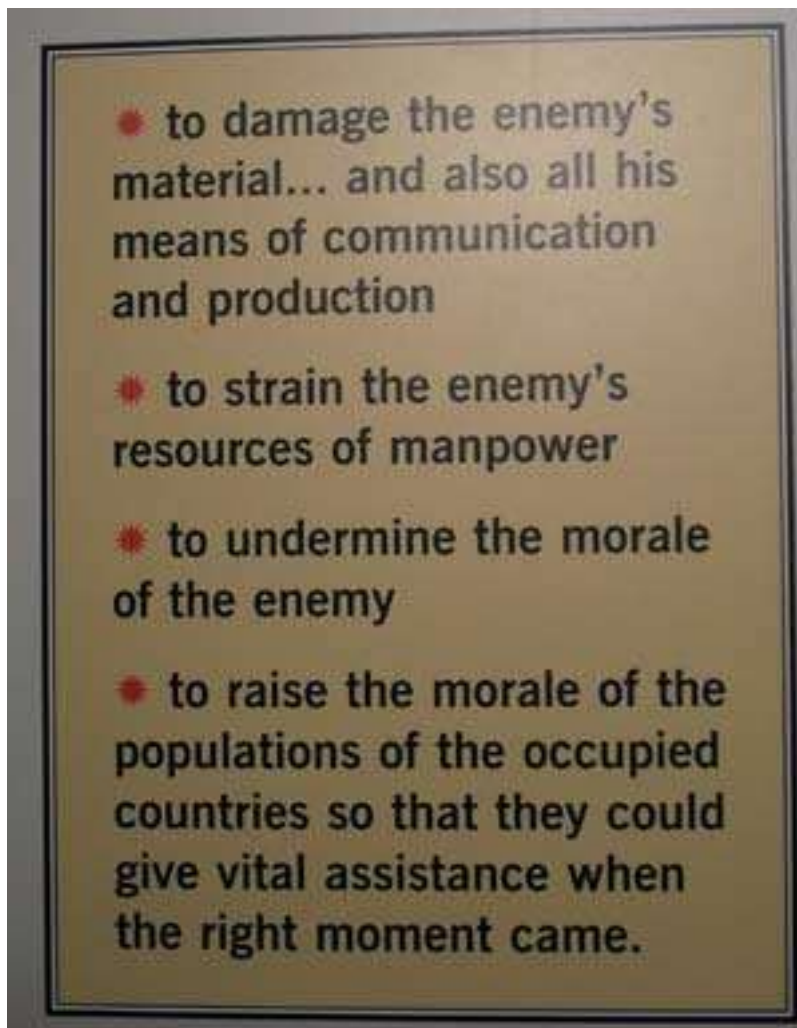 * to damage the enemy's
material... and also all his
means of communication
and production
* to strain the enemy's
resources of manpower
* to undermine the morale
of the enemy
* to raise the morale of the
populations of the occupied
countries so that they could
give vital assistance when
the right moment came.